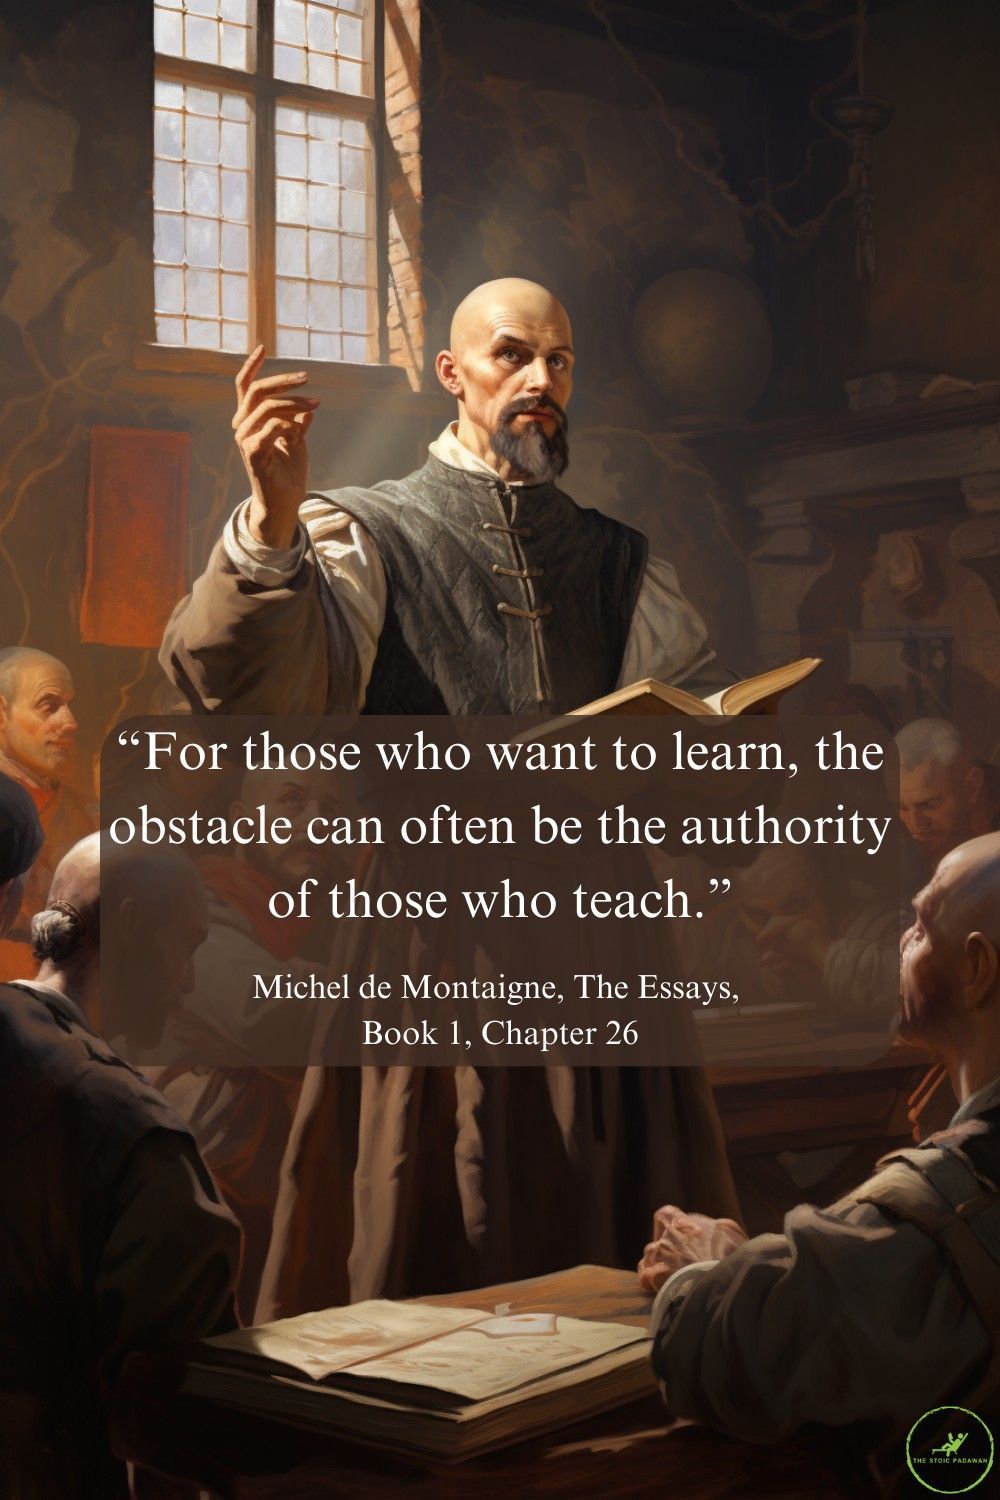 “For those who want to learn, the
obstacle can often be the authority
of those who teach.”
Michel de Montaigne, The Essays,
Book 1, Chapter 26
THE STOIC PADAWAN